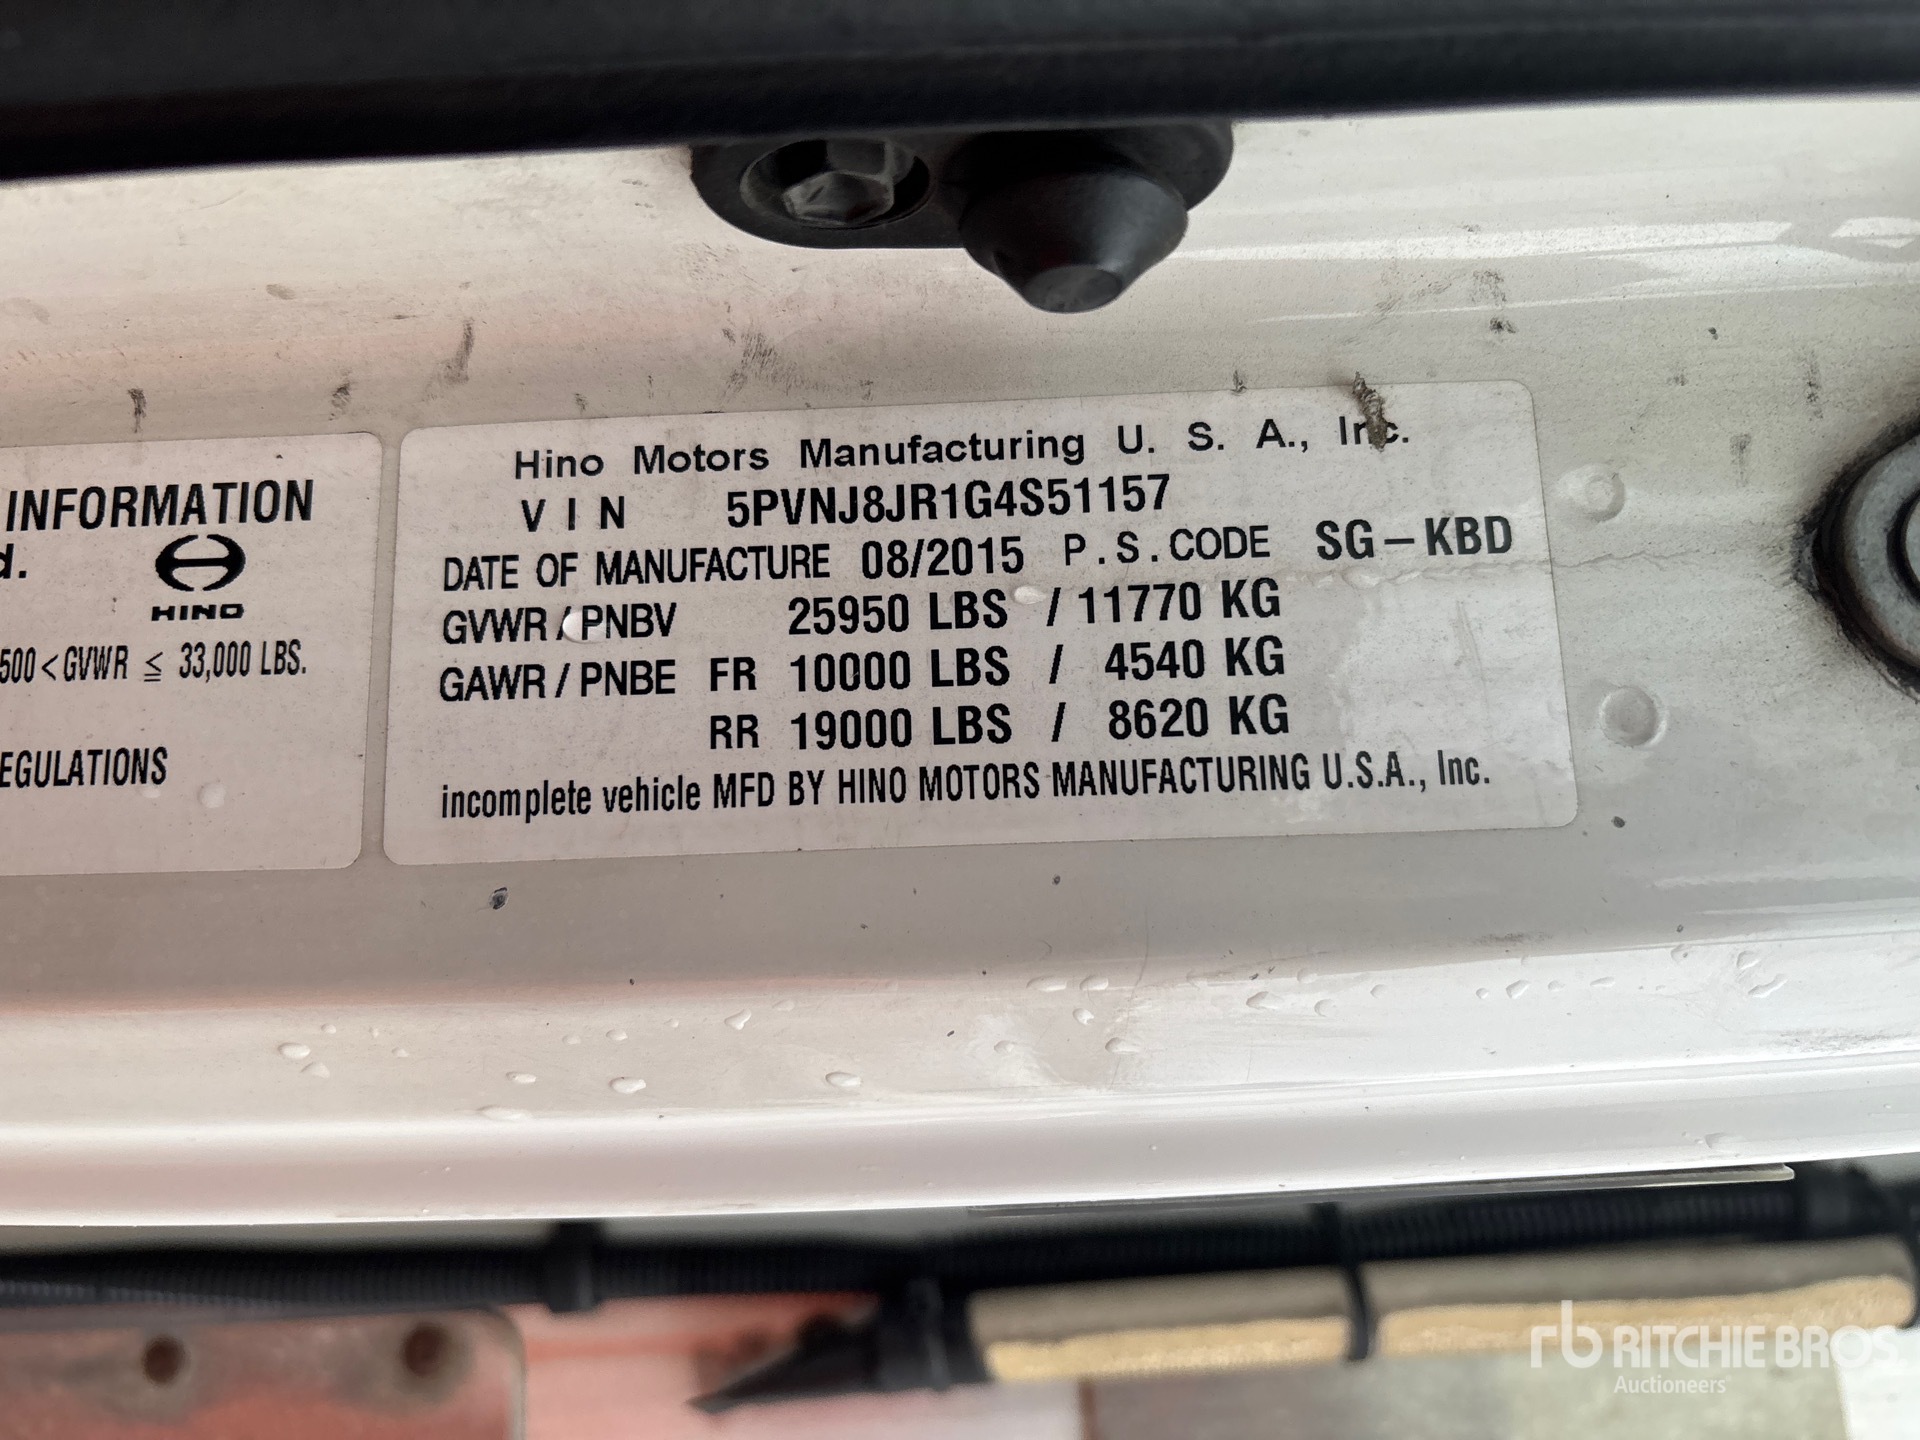 INFORMATION
d.
HINO
500 < GVWR ≦ 33,000 LBS.
EGULATIONS
Hino Motors Manufacturing U. S. A., Inc.
VIN 5PVNJ8JR1G4S51157
DATE OF MANUFACTURE 08/2015 P.S.CODE SG-KBD
GVWR / PNBV 25950 LBS / 11770 KG
GAWR / PNBE FR 10000 LBS / 4540 KG
RR 19000 LBS / 8620 KG
incomplete vehicle MFD BY HINO MOTORS MANUFACTURING U.S.A., Inc.
rb RITCHIE BROS
Auctioneers